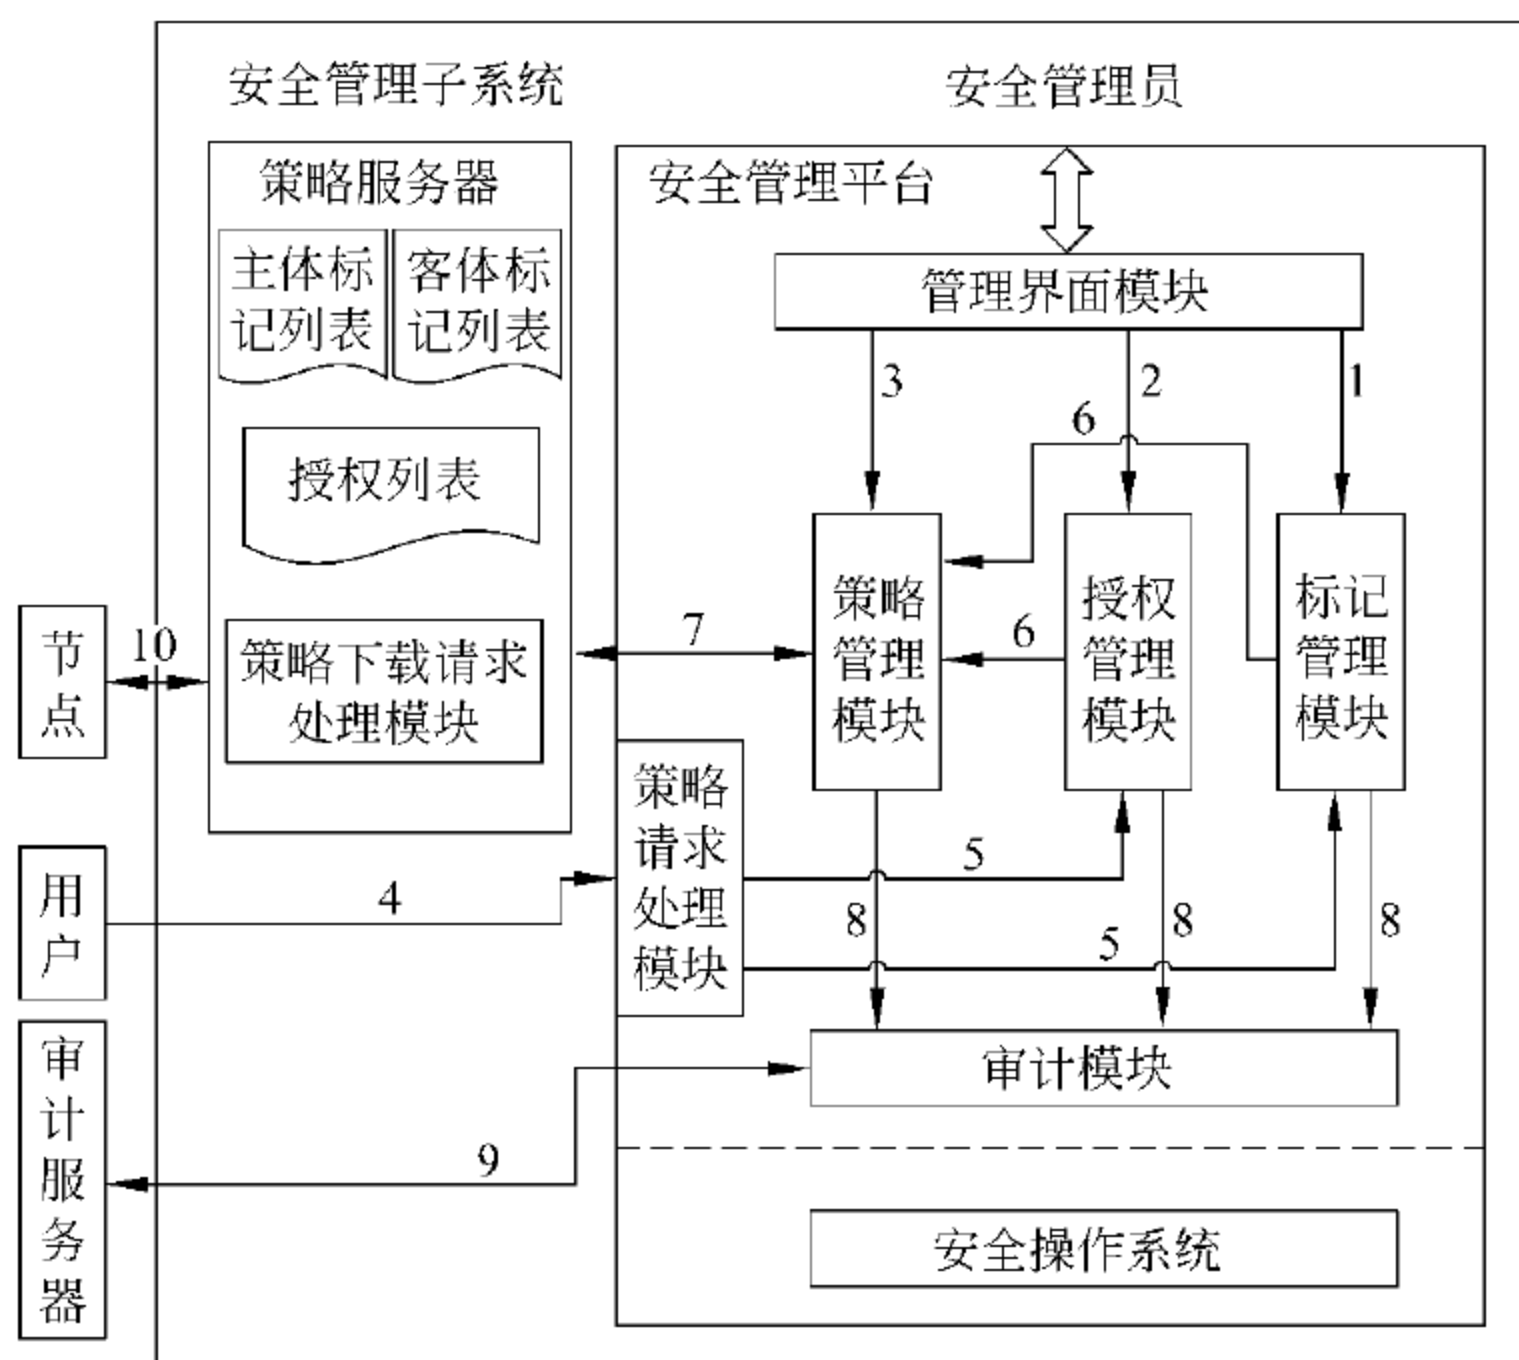 安全管理子系统
安全管理员
策略服务器
主体标
记列表
客体标
记列表
授权列表
策略下载请求
处理模块
安全管理平台
管理界面模块
3
2
1
6
策略
管理
模块
6
授权
管理
模块
标记
管理
模块
7
节
点
10
策略
请求
处理
模块
用
户
4
5
5
8
8
8
审
计
服
务
器
9
审计模块
安全操作系统